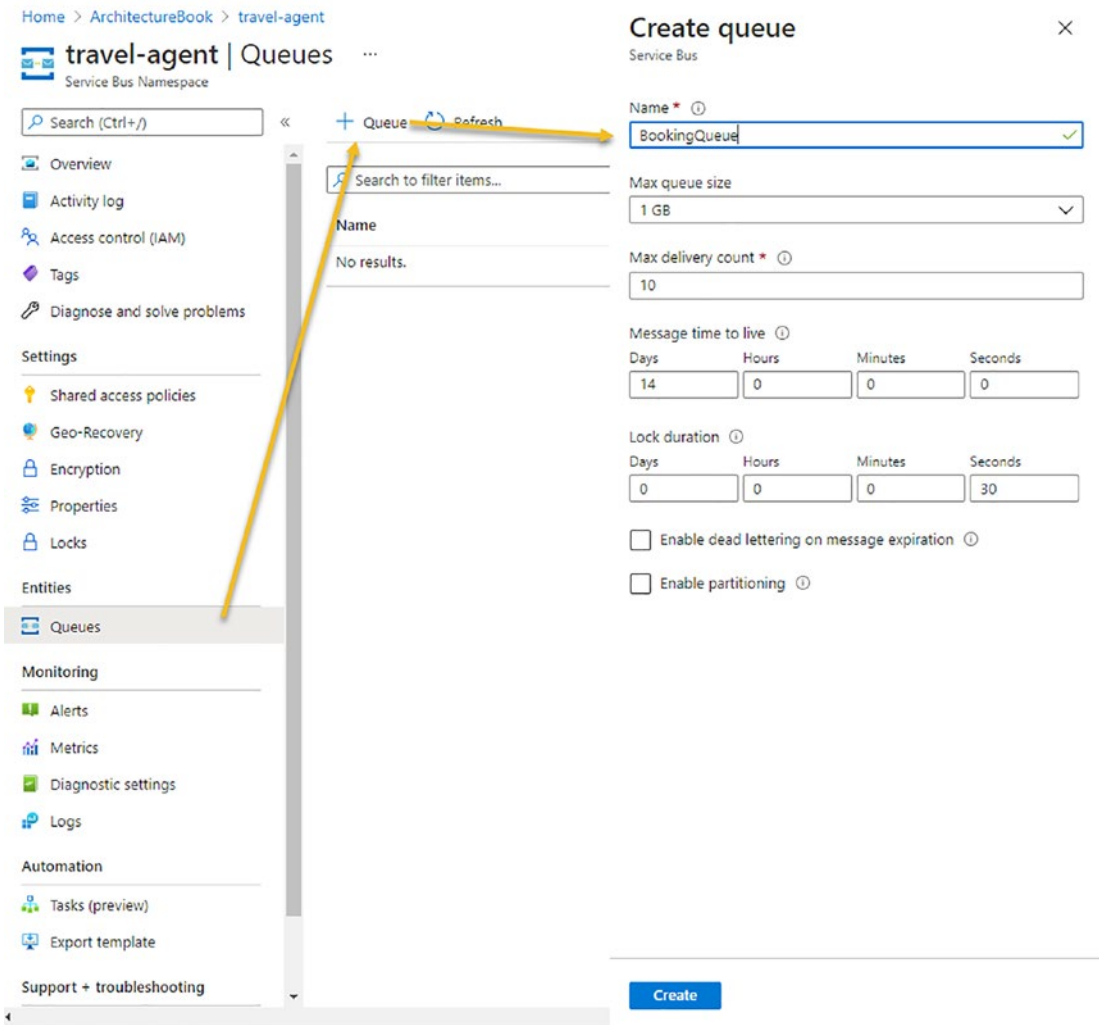 Home > ArchitectureBook > travel-agent
travel-agent | Queues ...
Service Bus Namespace
Search (Ctrl+/)
«
Overview
Activity log
Access control (IAM)
Tags
Diagnose and solve problems
Settings
Shared access policies
Geo-Recovery
Encryption
Properties
Locks
Entities
Queues
Monitoring
Alerts
Metrics
Diagnostic settings
Logs
Automation
Tasks (preview)
Export template
Support + troubleshooting
+ Queue Refresh
Search to filter items...
Name
No results.
Create queue
Service Bus
Name *
BookingQueue
Max queue size
1 GB
Max delivery count *
10
Message time to live
Days Hours Minutes Seconds
14 0 0 0
Lock duration
Days Hours Minutes Seconds
0 0 0 30
Enable dead lettering on message expiration
Enable partitioning
Create